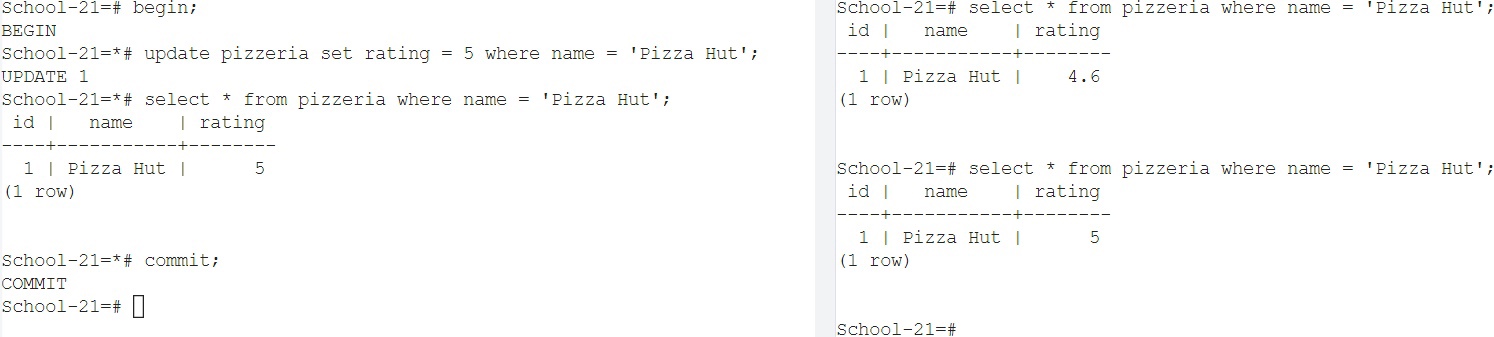 School-21=# begin;
BEGIN
School-21=*# update pizzeria set rating = 5 where name = 'Pizza Hut';
UPDATE 1
School-21=*# select * from pizzeria where name = 'Pizza Hut';
 id |   name    | rating
----+-----------+--------
  1 | Pizza Hut |      5
(1 row)
School-21=*# commit;
COMMIT
School-21=#
School-21=# select * from pizzeria where name = 'Pizza Hut';
 id |   name    | rating
----+-----------+--------
  1 | Pizza Hut |    4.6
(1 row)
School-21=# select * from pizzeria where name = 'Pizza Hut';
 id |   name    | rating
----+-----------+--------
  1 | Pizza Hut |      5
(1 row)
School-21=#